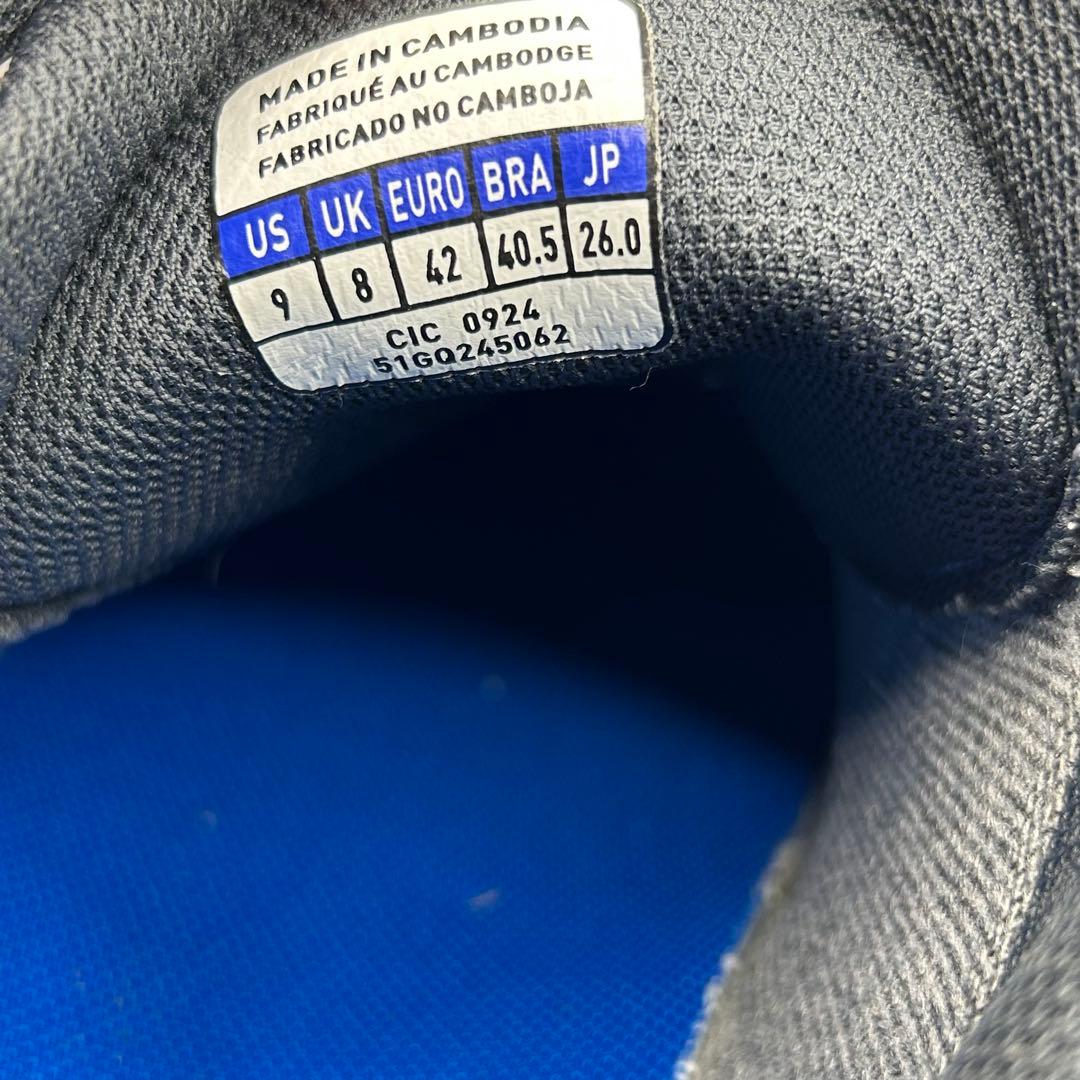 MADE IN CAMBODIA
FABRIQUÉ AU CAMBODGE
FABRICADO NO CAMBOJA
US UK EURO BRA JP
9 8 42 40.5 26.0
CIC 0924
51GQ245062